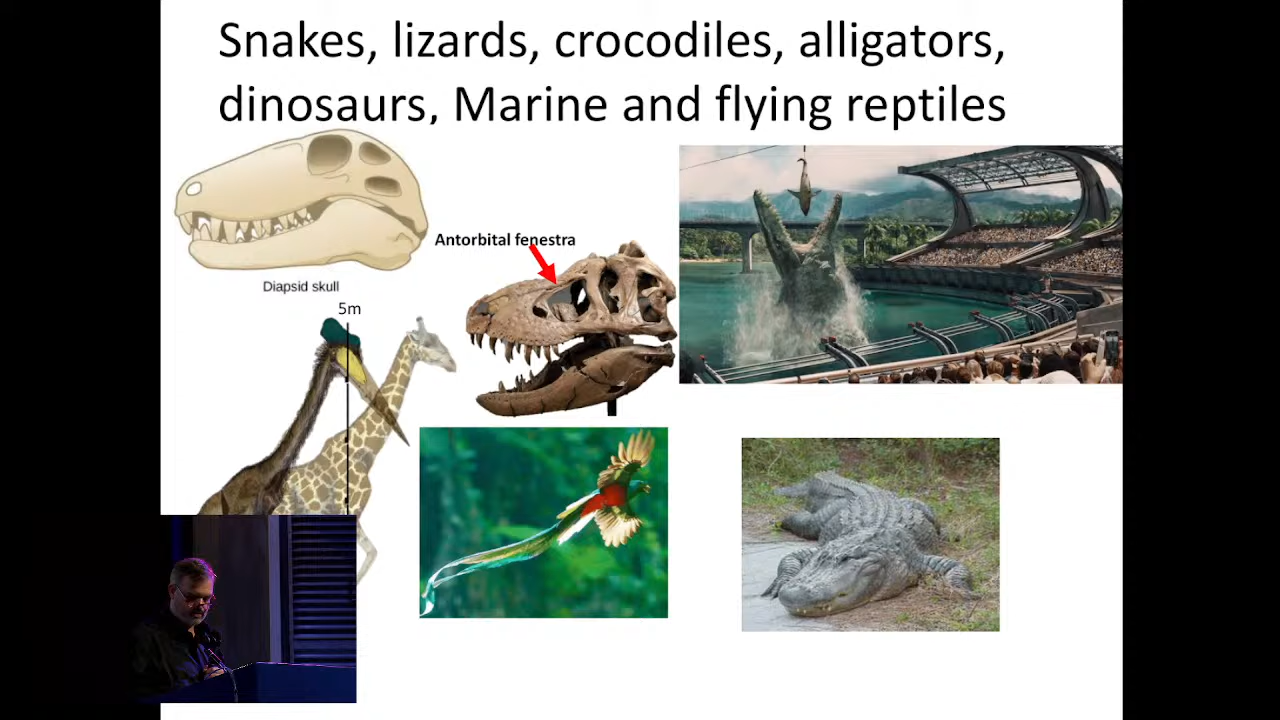 Snakes, lizards, crocodiles, alligators,
dinosaurs, Marine and flying reptiles
Antorbital fenestra
Diapsid skull
5m